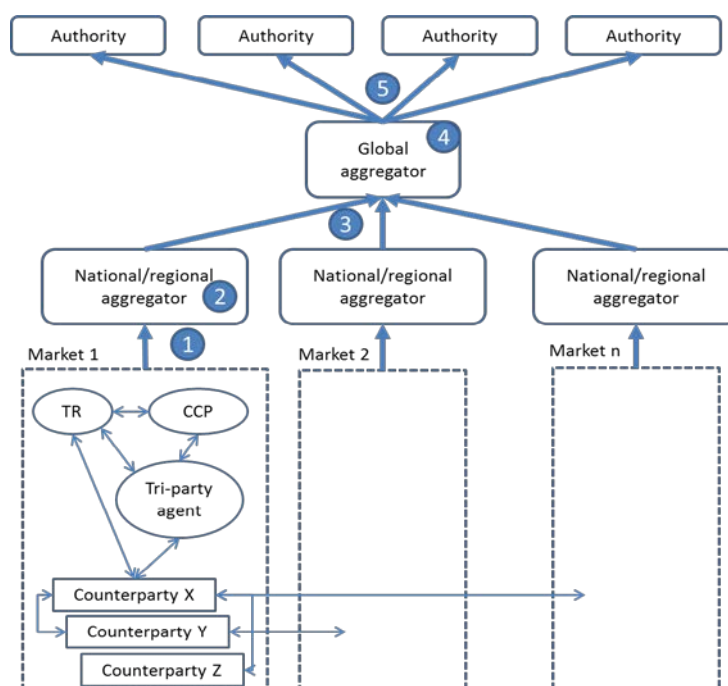 Authority
Authority
Authority
Authority
5
4
Global
aggregator
3
National/regional
aggregator
2
National/regional
aggregator
National/regional
aggregator
1
Market 1
Market 2
Market n
TR
CCP
Tri-party
agent
Counterparty X
Counterparty Y
Counterparty Z